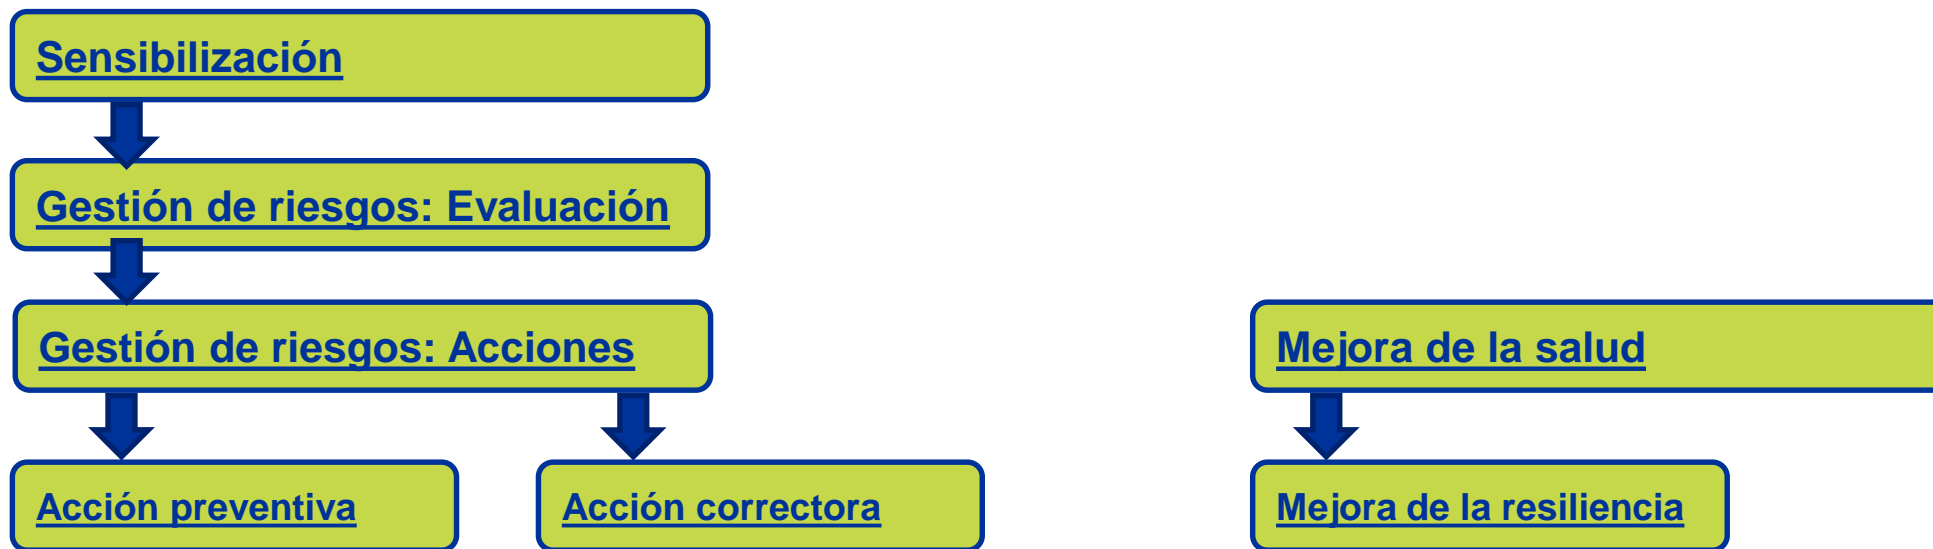 Sensibilización
Gestión de riesgos: Evaluación
Gestión de riesgos: Acciones
Mejora de la salud
Acción preventiva
Acción correctora
Mejora de la resiliencia